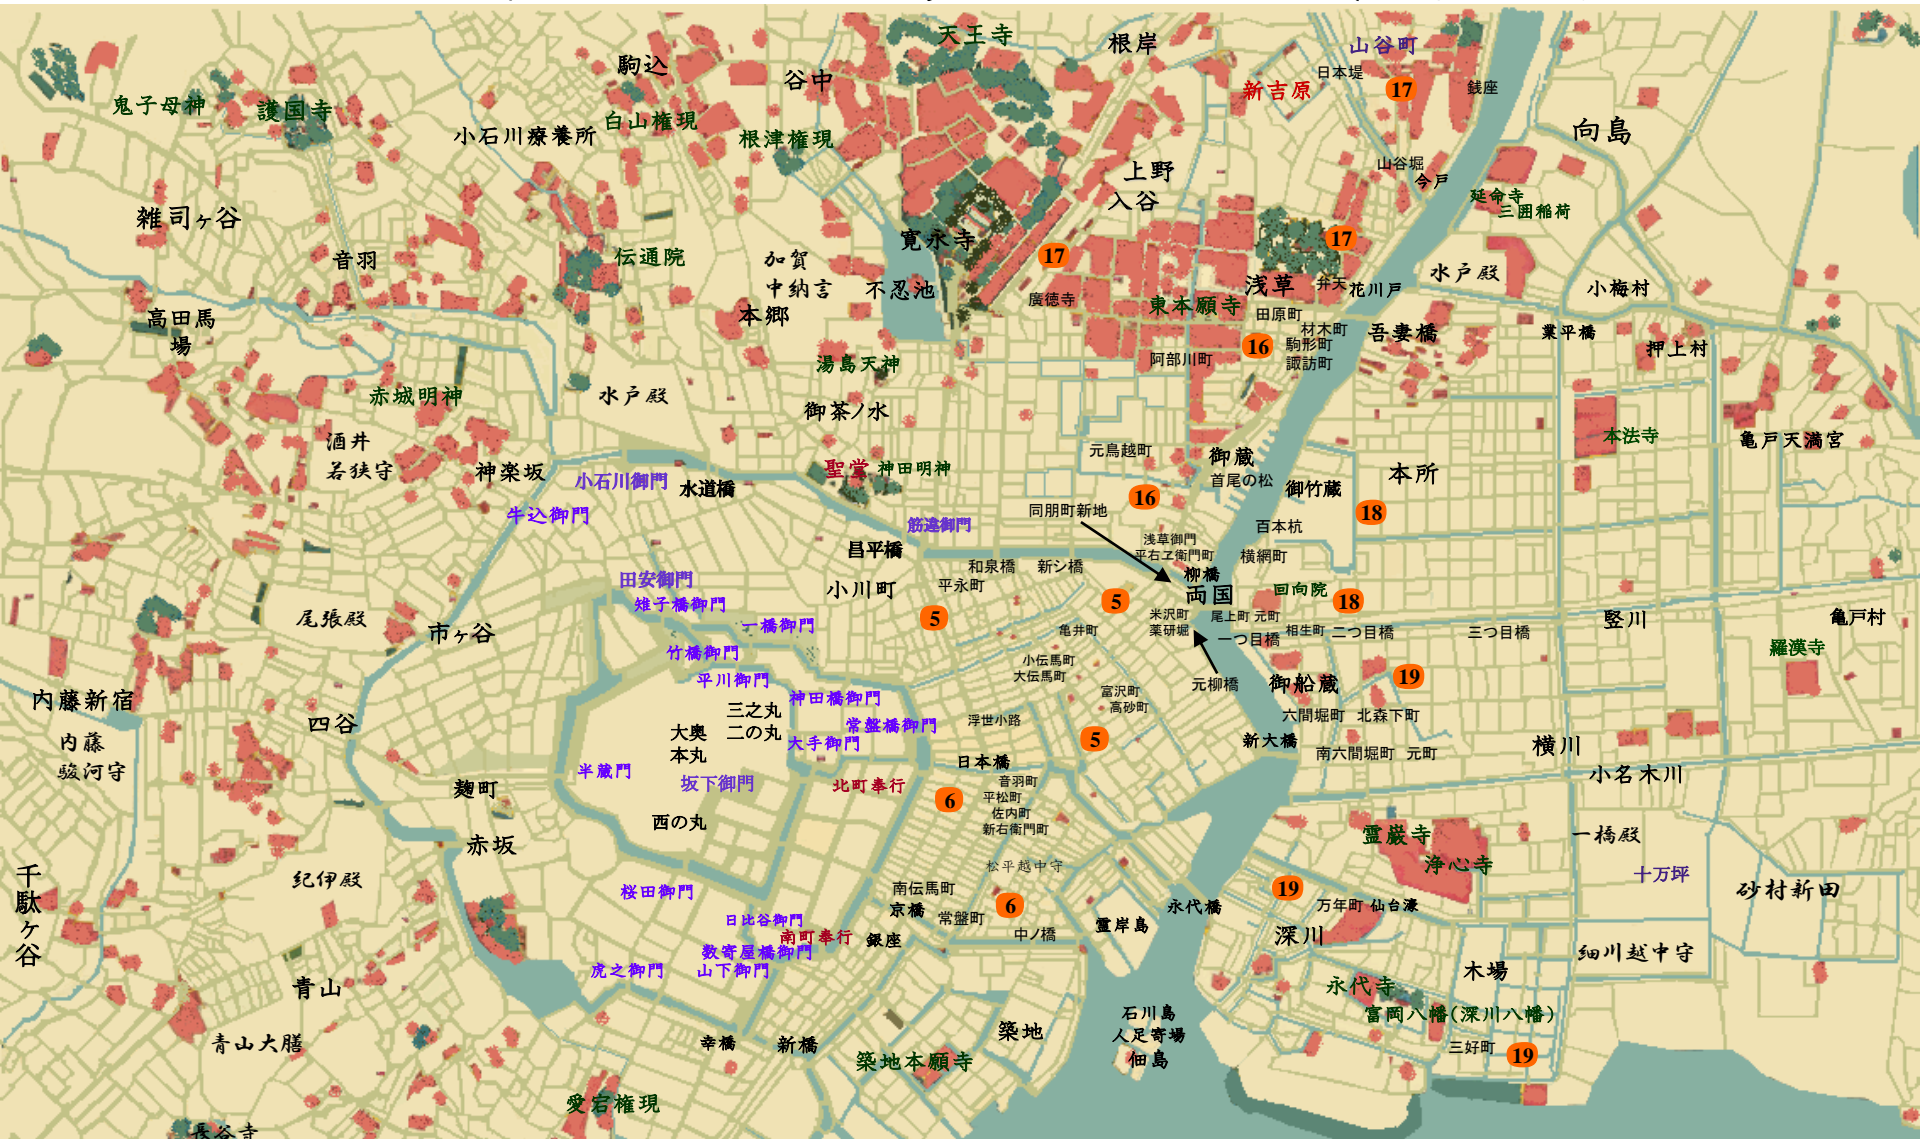 天王寺
根岸
山谷町
駒込
谷中
日本堤
新吉原
17
銭座
鬼子母神
護国寺
白山権現
小石川療養所
根津権現
向島
上野
入谷
山谷堀
今戸
延命寺
三囲稲荷
雑司ヶ谷
音羽
伝通院
寛永寺
17
17
加賀
中納言
不忍池
本郷
廣徳寺
東本願寺
浅草
弁天
花川戸
水戸殿
小梅村
田原町
材木町
駒形町
諏訪町
16
吾妻橋
業平橋
押上村
高田馬
場
阿部川町
湯島天神
赤城明神
水戸殿
御茶ノ水
酒井
若狭守
神楽坂
聖堂
神田明神
元鳥越町
御蔵
首尾の松
本所
本法寺
亀戸天満宮
小石川御門
水道橋
牛込御門
御竹蔵
16
18
同朋町新地
筋違御門
百本杭
昌平橋
浅草御門
平右ヱ衛門町
横網町
柳橋
和泉橋
新シ橋
平永町
小川町
田安御門
雉子橋御門
一橋御門
両国
回向院
18
5
5
米沢町
薬研堀
尾上町
元町
一つ目橋
相生町
二つ目橋
三つ目橋
竪川
亀戸村
羅漢寺
尾張殿
市ヶ谷
亀井町
竹橋御門
平川御門
小伝馬町
大伝馬町
元柳橋
御船蔵
19
内藤新宿
四谷
神田橋御門
三之丸
二の丸
富沢町
高砂町
六間堀町
北森下町
常盤橋御門
浮世小路
大奥
本丸
大手御門
5
新大橋
南六間堀町
元町
横川
内藤
駿河守
半蔵門
坂下御門
北町奉行
日本橋
小名木川
麹町
音羽町
平松町
佐内町
新右衛門町
6
西の丸
赤坂
霊巌寺
浄心寺
一橋殿
松平越中守
千駄ヶ谷
紀伊殿
桜田御門
南伝馬町
京橋
常盤町
6
中ノ橋
霊岸島
永代橋
19
万年町
仙台濠
十万坪
砂村新田
日比谷御門
南町奉行
銀座
数寄屋橋御門
山下御門
虎之御門
深川
細川越中守
木場
青山
永代寺
富岡八幡(深川八幡)
石川島
人足寄場
佃島
築地
青山大膳
幸橋
新橋
築地本願寺
三好町
19
愛宕権現
長谷寺